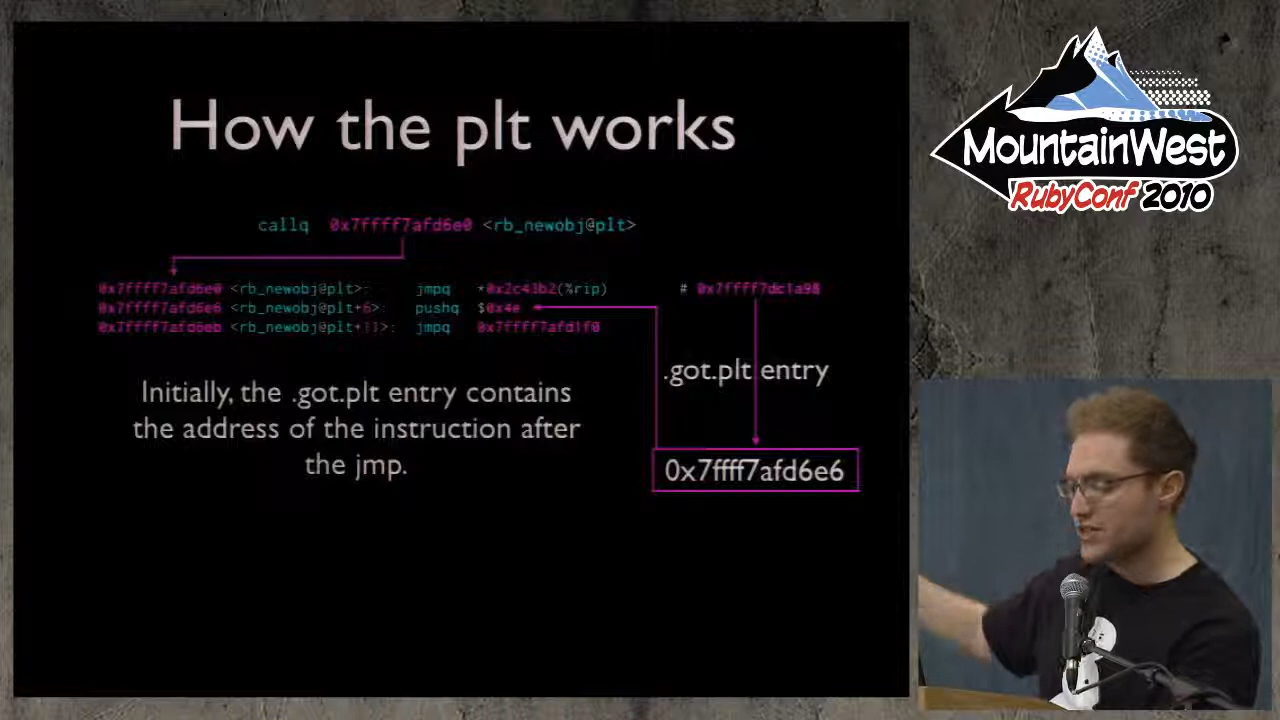 How the plt works
MountainWest
RubyConf 2010
callq 0x7ffff7afd6e0 <rb_newobj@plt>
0x7ffff7afd6e0 <rb_newobj@plt>: jmpq *0x2c43b2(%rip) # 0x7ffff7dc1a98
0x7ffff7afd6e6 <rb_newobj@plt+6>: pushq $0x4e
0x7ffff7afd6eb <rb_newobj@plt+11>: jmpq 0x7ffff7afd1f0
.got.plt entry
Initially, the .got.plt entry contains
the address of the instruction after
the jmp.
0x7ffff7afd6e6